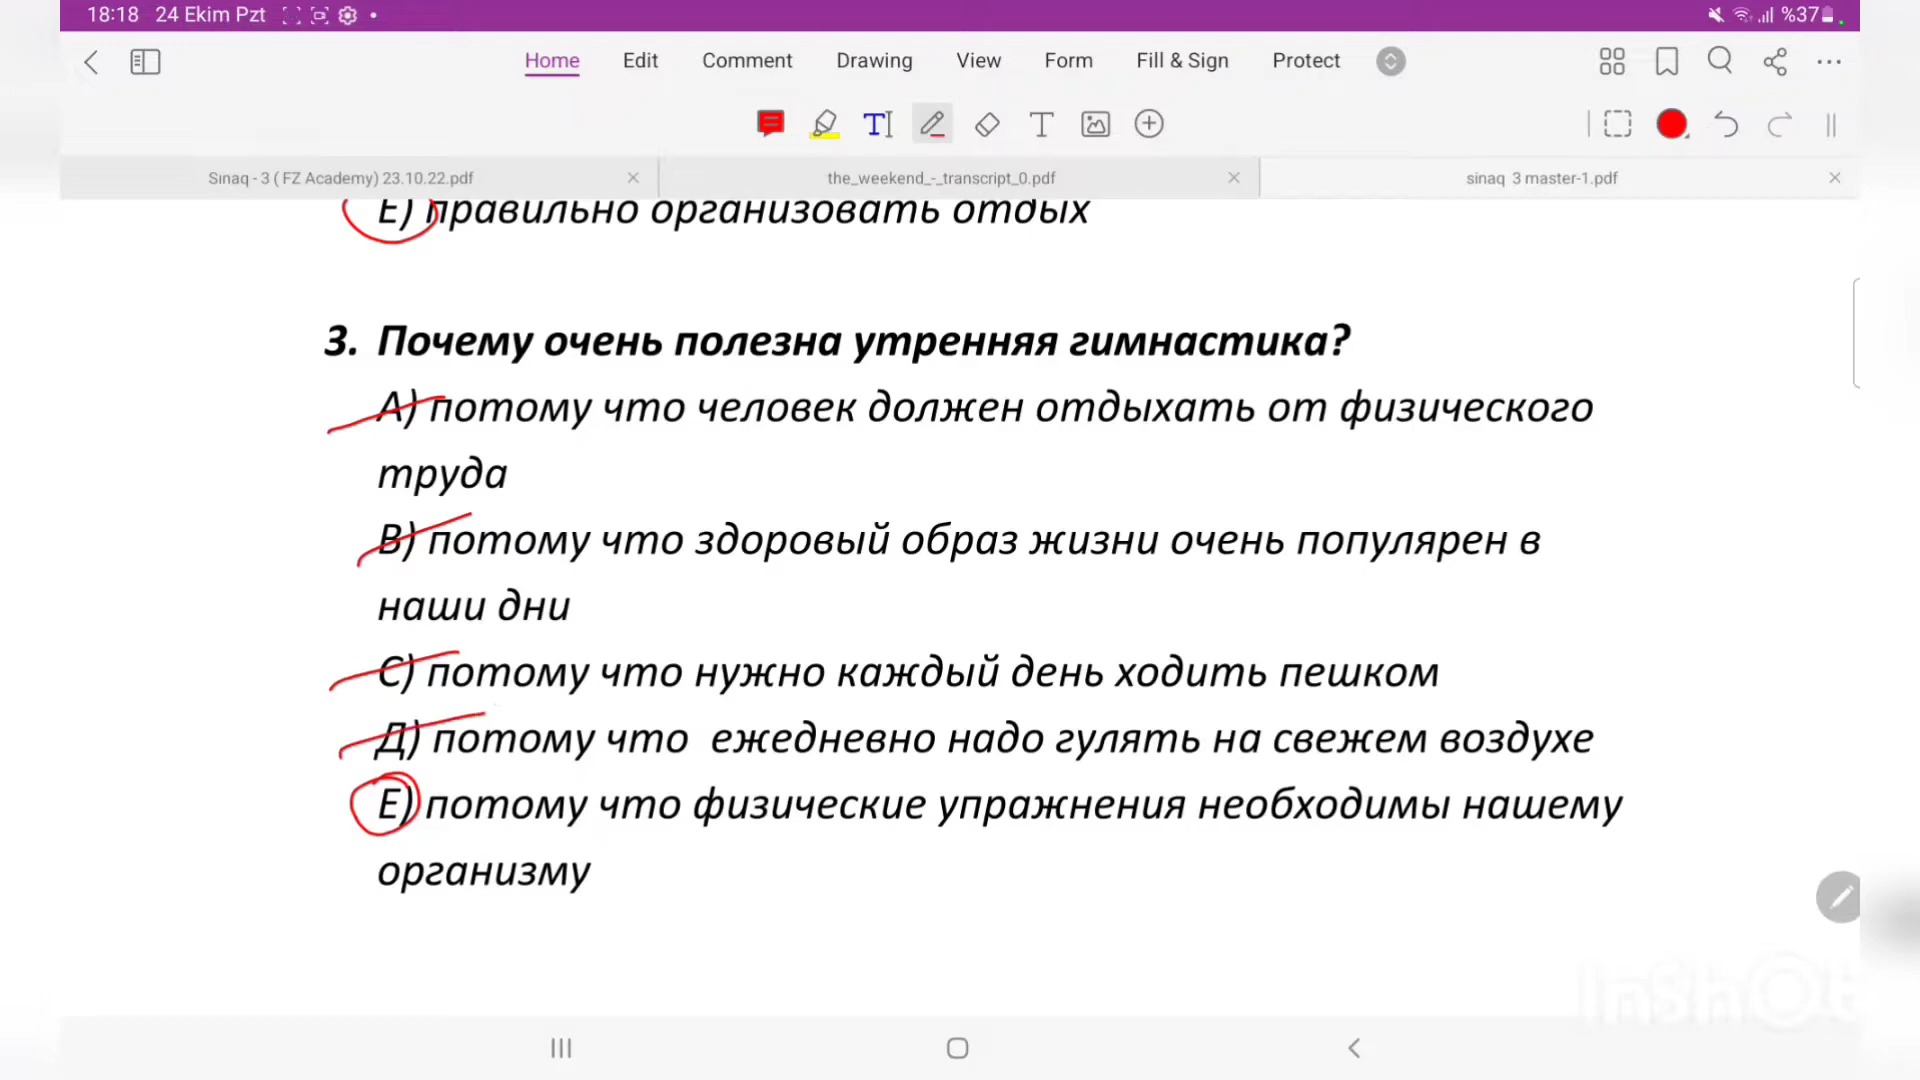 18:18 24 Ekim Pzt %37
Home Edit Comment Drawing View Form Fill & Sign Protect
Sınaq - 3 ( FZ Academy) 23.10.22.pdf the_weekend_-_transcript_0.pdf sinaq 3 master-1.pdf
Е) правильно организовать отдых
3. Почему очень полезна утренняя гимнастика?
А) потому что человек должен отдыхать от физического
труда
В) потому что здоровый образ жизни очень популярен в
наши дни
С) потому что нужно каждый день ходить пешком
Д) потому что ежедневно надо гулять на свежем воздухе
Е) потому что физические упражнения необходимы нашему
организму
InShOt